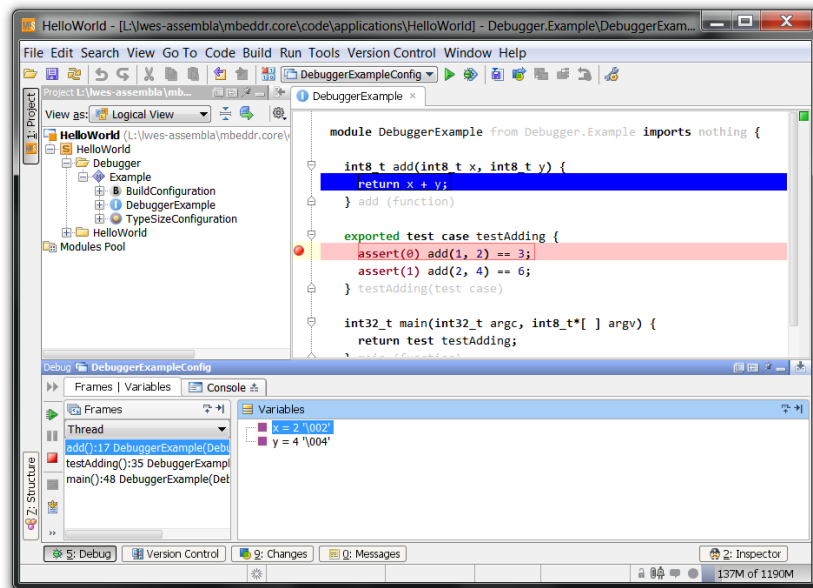 HelloWorld - [L:\lwes-assembla\mbeddr.core\code\applications\HelloWorld] - Debugger.Example\DebuggerExam...
File Edit Search View Go To Code Build Run Tools Version Control Window Help
DebuggerExampleConfig
Project L:\lwes-assembla\mb...
DebuggerExample ×
1: Project
View as: Logical View
HelloWorld (L:\lwes-assembla\mbeddr.core\
HelloWorld
Debugger
Example
BuildConfiguration
DebuggerExample
TypeSizeConfiguration
HelloWorld
Modules Pool
module DebuggerExample from Debugger.Example imports nothing {
int8_t add(int8_t x, int8_t y) {
return x + y;
} add (function)
exported test case testAdding {
assert(0) add(1, 2) == 3;
assert(1) add(2, 4) == 6;
} testAdding(test case)
int32_t main(int32_t argc, int8_t*[ ] argv) {
return test testAdding;
} main (function)
Debug DebuggerExampleConfig
Frames | Variables Console
Frames
Variables
Thread
add():17 DebuggerExample(Debu
testAdding():35 DebuggerExampl
main():48 DebuggerExample(Deb
x = 2 '\002'
y = 4 '\004'
Z: Structure
5: Debug Version Control 9: Changes 0: Messages 2: Inspector
137M of 1190M